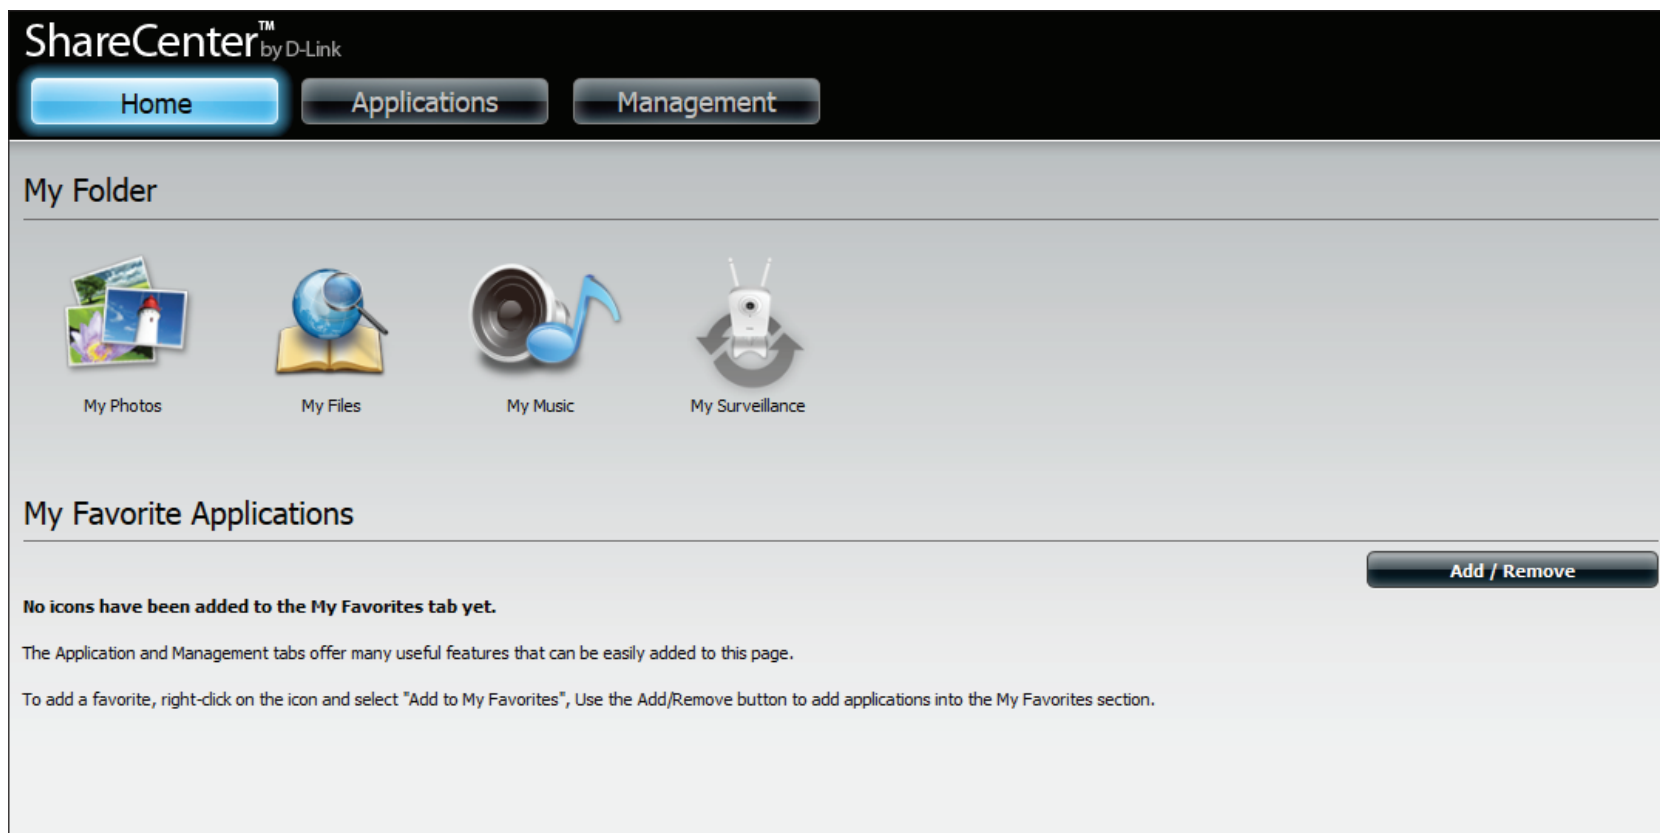 ShareCenter™ by D-Link
Home Applications Management
My Folder
My Photos My Files My Music My Surveillance
My Favorite Applications
Add / Remove
No icons have been added to the My Favorites tab yet.
The Application and Management tabs offer many useful features that can be easily added to this page.
To add a favorite, right-click on the icon and select "Add to My Favorites", Use the Add/Remove button to add applications into the My Favorites section.